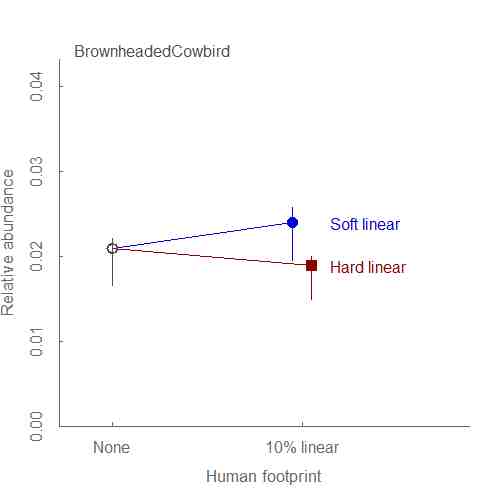 BrownheadedCowbird
Relative abundance
0.04
0.03
0.02
0.01
0.00
Soft linear
Hard linear
None
10% linear
Human footprint